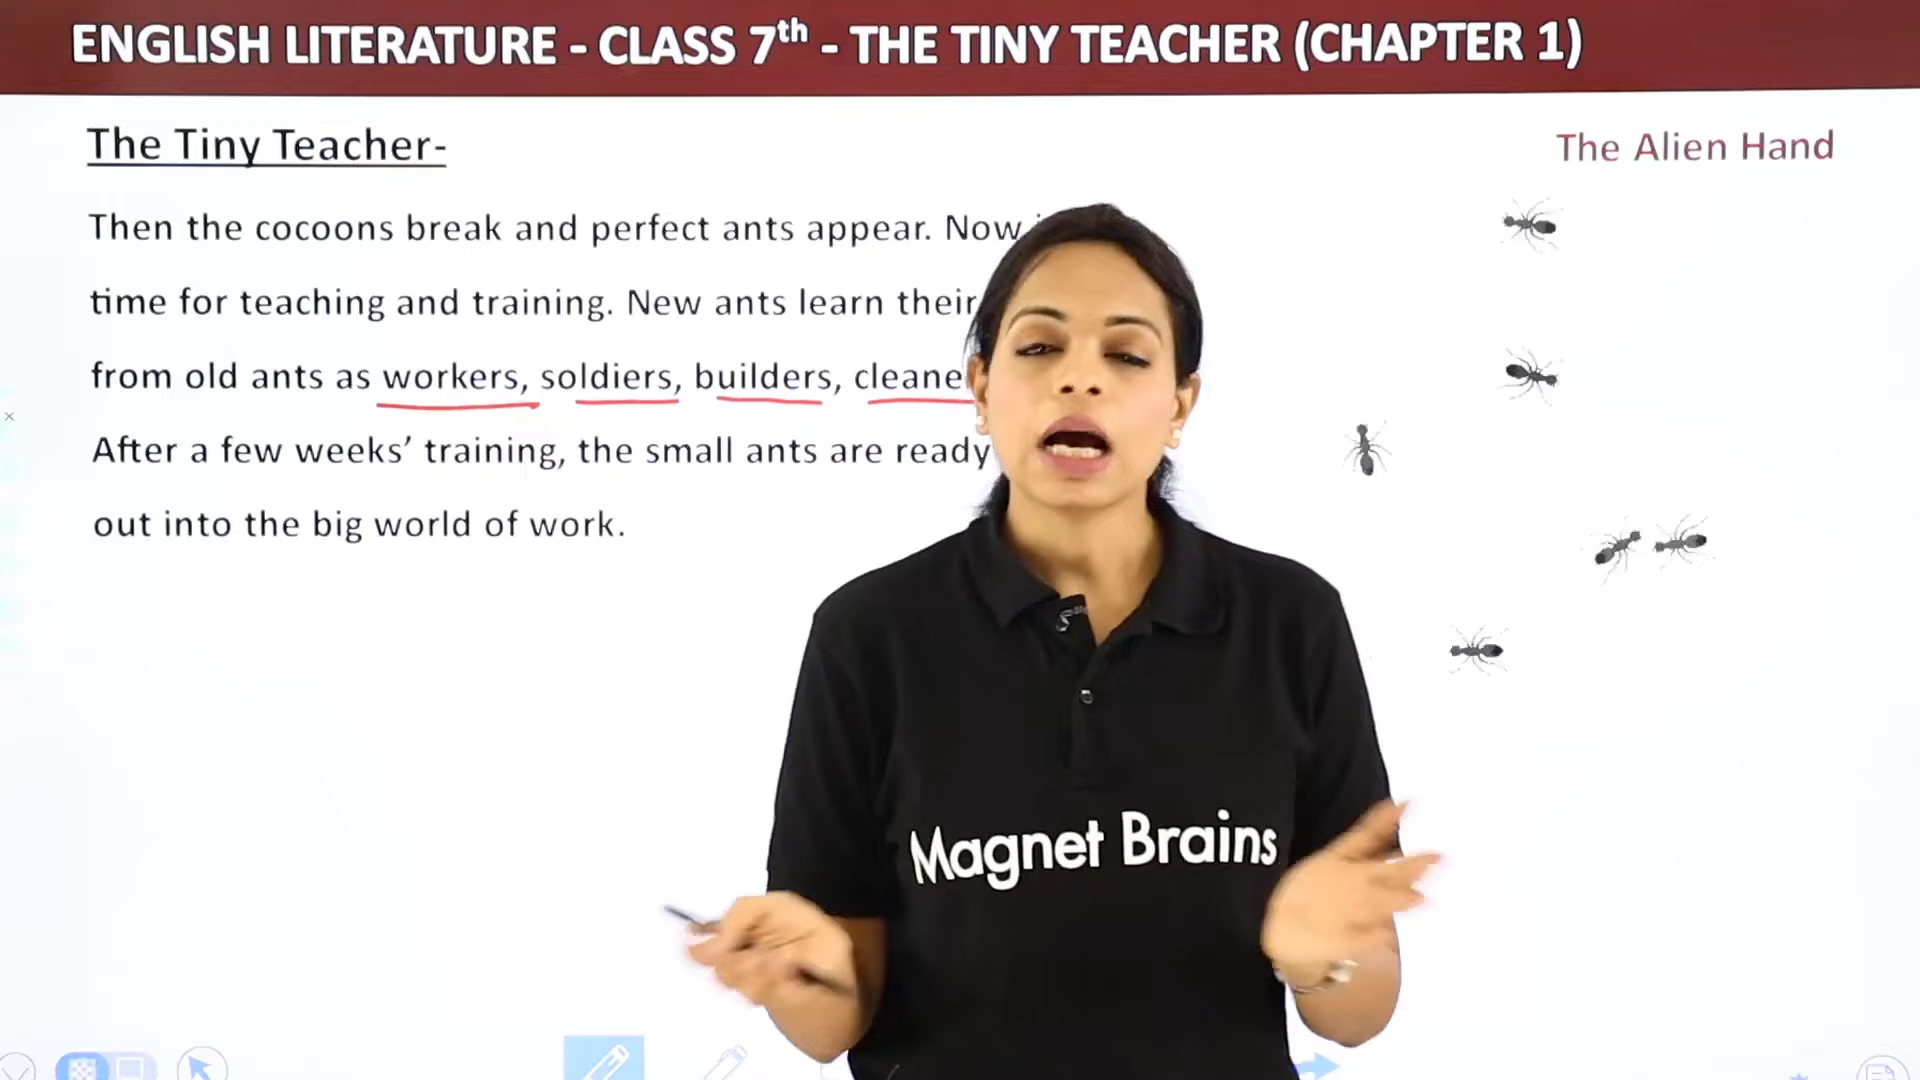 ENGLISH LITERATURE - CLASS 7th - THE TINY TEACHER (CHAPTER 1)
The Tiny Teacher-
The Alien Hand
Then the cocoons break and perfect ants appear. Now
time for teaching and training. New ants learn their
from old ants as workers, soldiers, builders,
After a few weeks’ training, the small ants are ready
out into the big world of work.
Magnet Brains